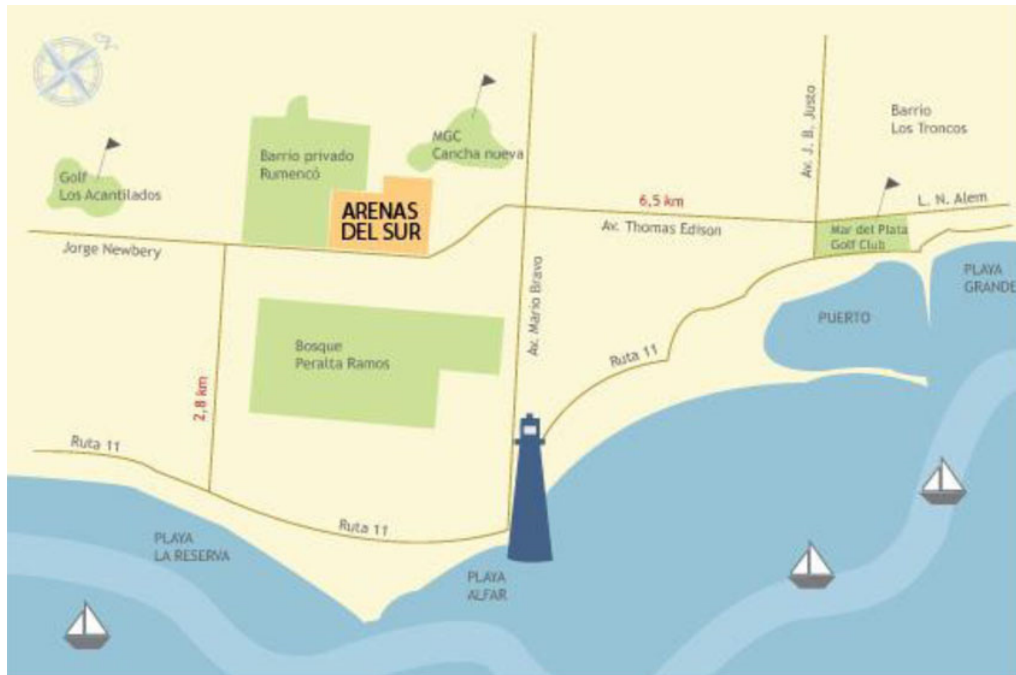 Barrio
Los Troncos
Av. J. B. Justo
MGC
Cancha nueva
Barrio privado
Rumencó
Golf
Los Acantilados
ARENAS
DEL SUR
6,5 km
L. N. Alem
Av. Thomas Edison
Mar del Plata
Golf Club
Jorge Newbery
PLAYA
GRANDE
Av. Mario Bravo
PUERTO
Bosque
Peralta Ramos
Ruta 11
2,8 km
Ruta 11
Ruta 11
PLAYA
LA RESERVA
PLAYA
ALFAR